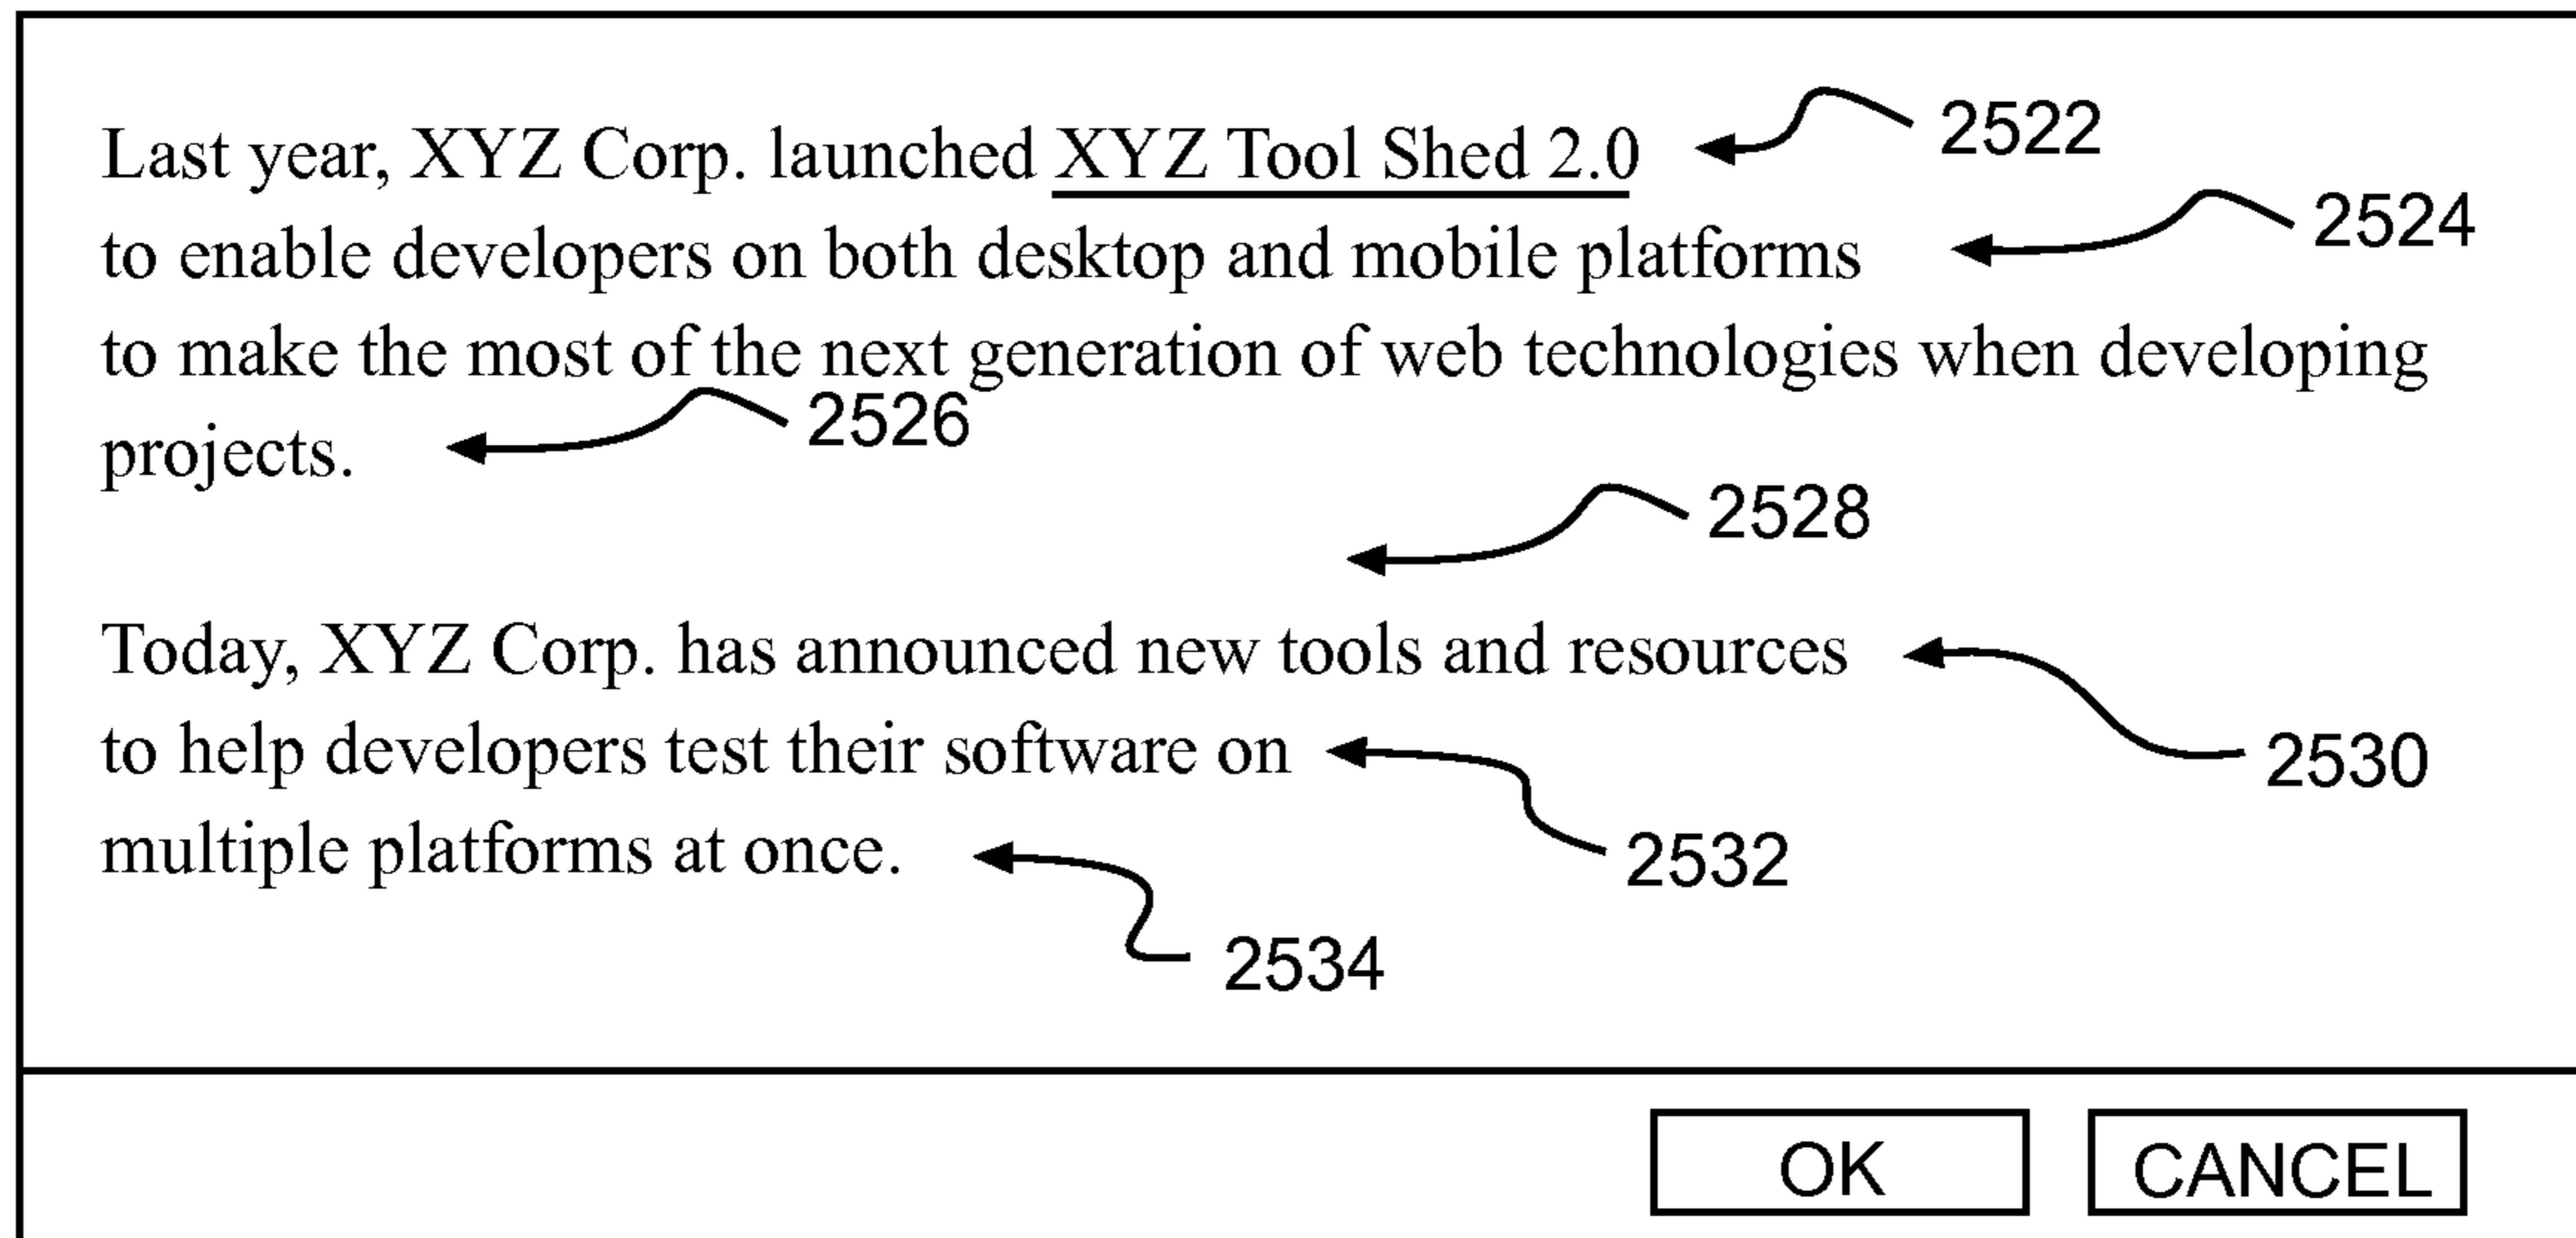 Last year, XYZ Corp. launched XYZ Tool Shed 2.0 2522
to enable developers on both desktop and mobile platforms 2524
to make the most of the next generation of web technologies when developing
projects. 2526
2528
Today, XYZ Corp. has announced new tools and resources
to help developers test their software on 2530
multiple platforms at once. 2532
2534
OK CANCEL